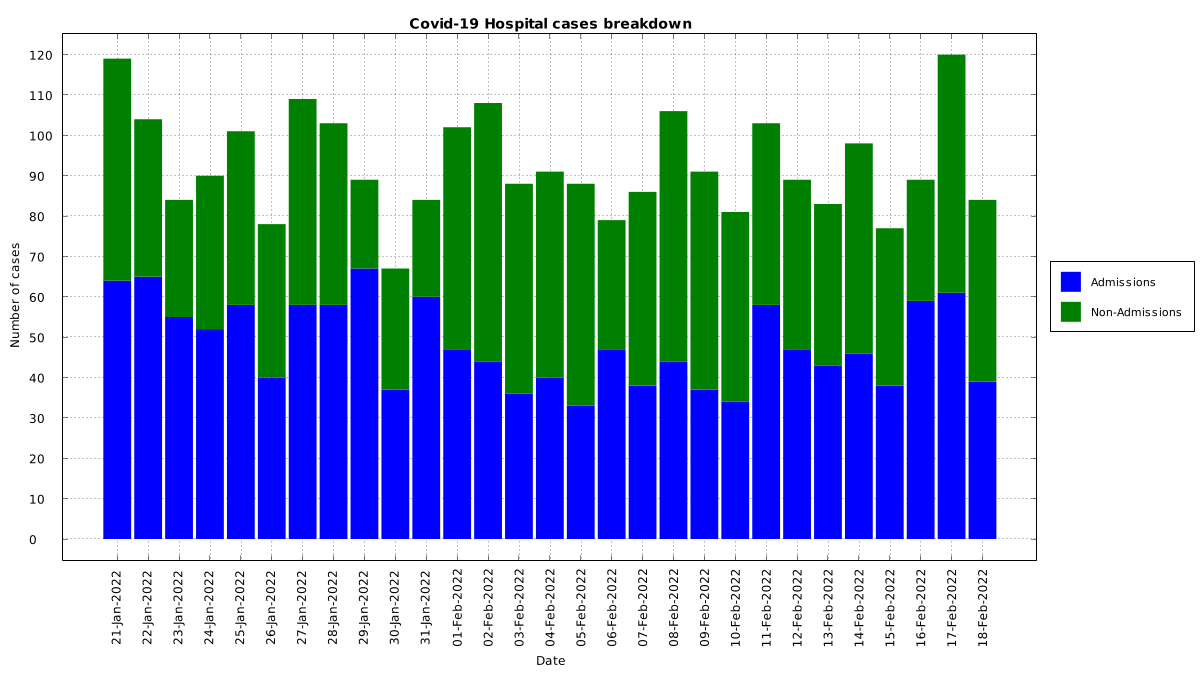 Covid-19 Hospital cases breakdown
120
110
100
90
80
70
60
50
40
30
20
10
0
Number of cases
21-Jan-2022
22-Jan-2022
23-Jan-2022
24-Jan-2022
25-Jan-2022
26-Jan-2022
27-Jan-2022
28-Jan-2022
29-Jan-2022
30-Jan-2022
31-Jan-2022
01-Feb-2022
02-Feb-2022
03-Feb-2022
04-Feb-2022
05-Feb-2022
06-Feb-2022
07-Feb-2022
08-Feb-2022
09-Feb-2022
10-Feb-2022
11-Feb-2022
12-Feb-2022
13-Feb-2022
14-Feb-2022
15-Feb-2022
16-Feb-2022
17-Feb-2022
18-Feb-2022
Date
Admissions
Non-Admissions